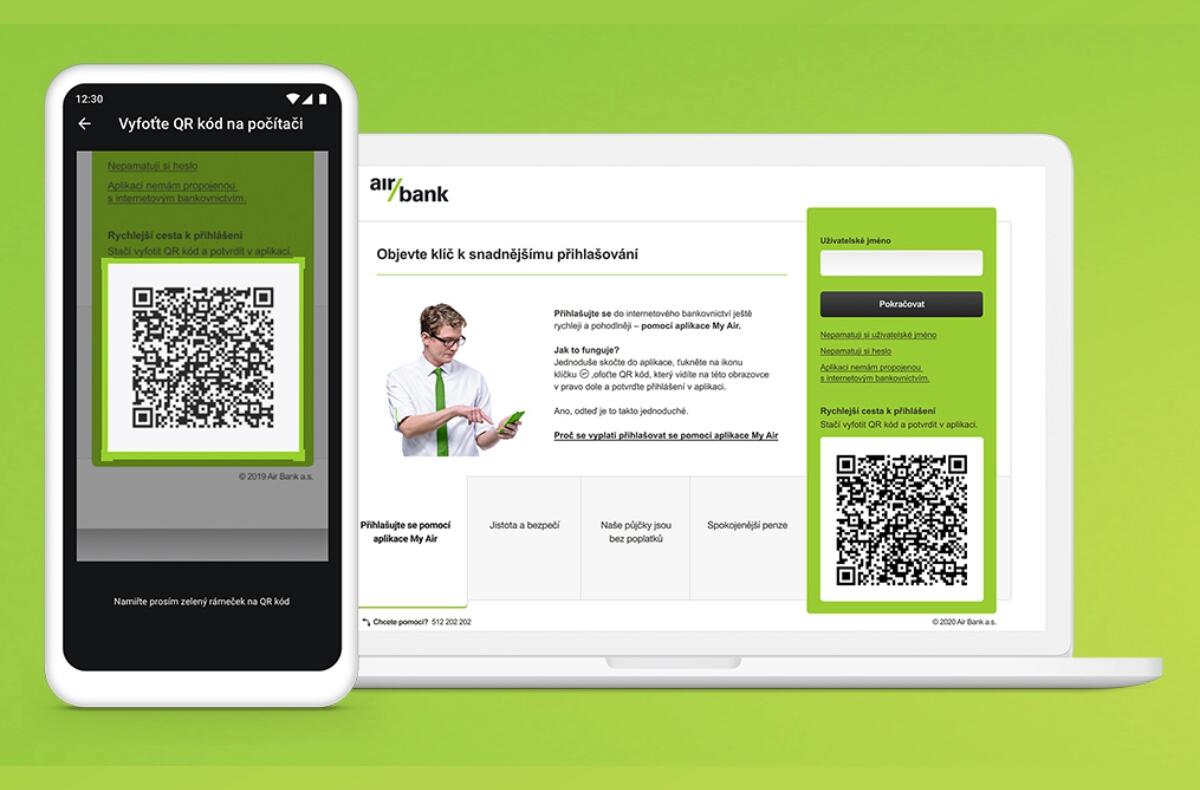 12:30
Vyfoťte QR kód na počítači
Nepamatuji si heslo
Aplikaci nemám propojenou
s internetovým bankovnictvím.
Rychlejší cesta k přihlášení
Stačí vyfotit QR kód a potvrdit v aplikaci.
© 2019 Air Bank a.s.
Namiřte prosím zelený rámeček na QR kód
air bank
Objevte klíč k snadnějšímu přihlašování
Přihlašujte se do internetového bankovnictví ještě
rychleji a pohodlněji – pomocí aplikace My Air.
Jak to funguje?
Jednoduše skočte do aplikace, ťukněte na ikonu
klíčku ,ofoťte QR kód, který vidíte na této obrazovce
v pravo dole a potvrďte přihlášení v aplikaci.
Ano, odteď je to takto jednoduché.
Proč se vyplatí přihlašovat se pomocí aplikace My Air
Přihlašujte se pomocí
aplikace My Air
Jistota a bezpečí
Naše půjčky jsou
bez poplatků
Spokojenější penze
Chcete pomoci? 512 202 202
Uživatelské jméno
Pokračovat
Nepamatuji si uživatelské jméno
Nepamatuji si heslo
Aplikaci nemám propojenou
s internetovým bankovnictvím.
Rychlejší cesta k přihlášení
Stačí vyfotit QR kód a potvrdit v aplikaci.
© 2020 Air Bank a.s.